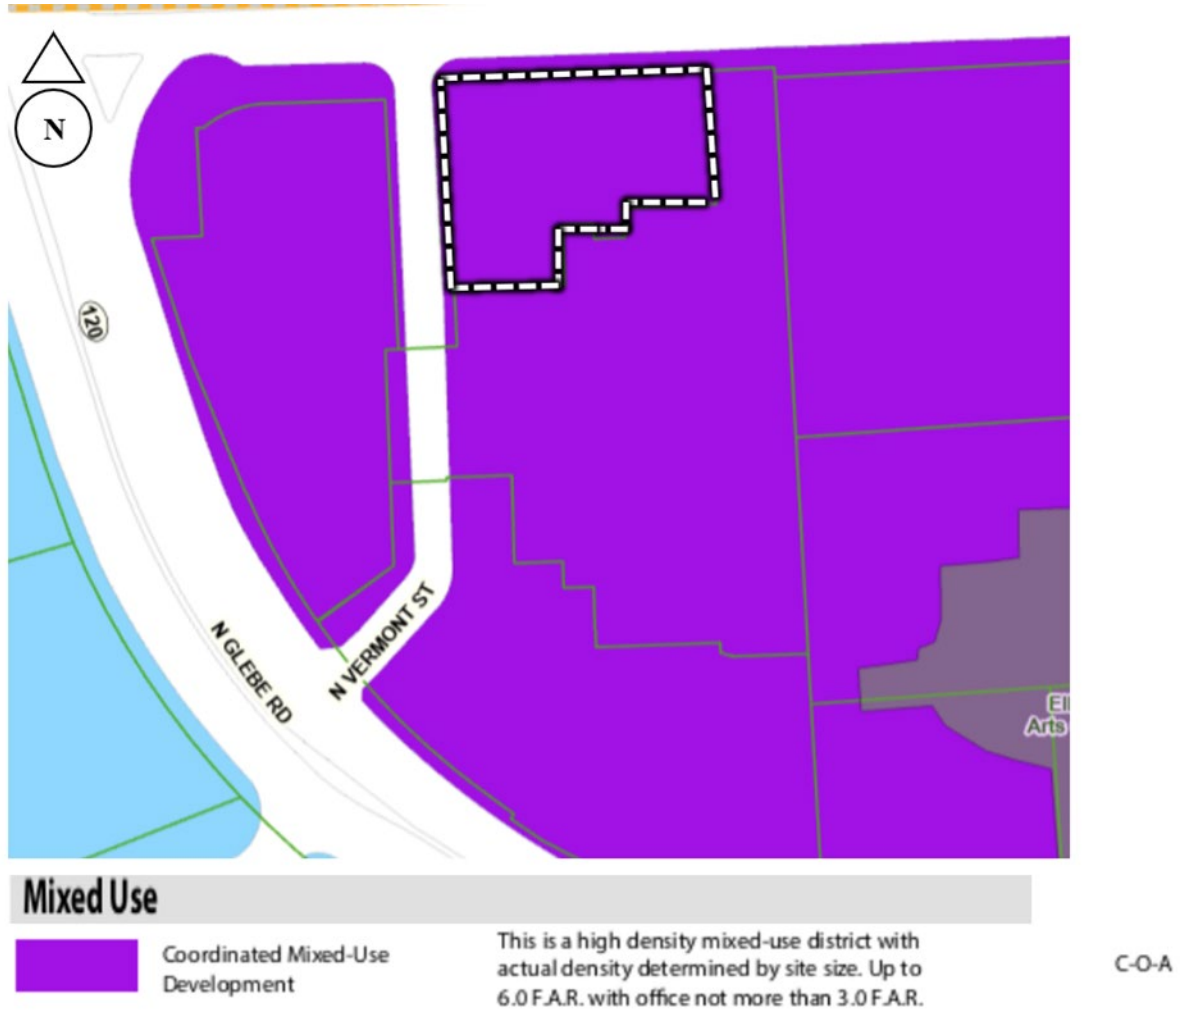 N
120
N GLEBE RD
N VERMONT ST
Arts
Mixed Use
Coordinated Mixed-Use
Development
This is a high density mixed-use district with
actual density determined by site size. Up to
6.0 F.A.R. with office not more than 3.0 F.A.R.
C-O-A